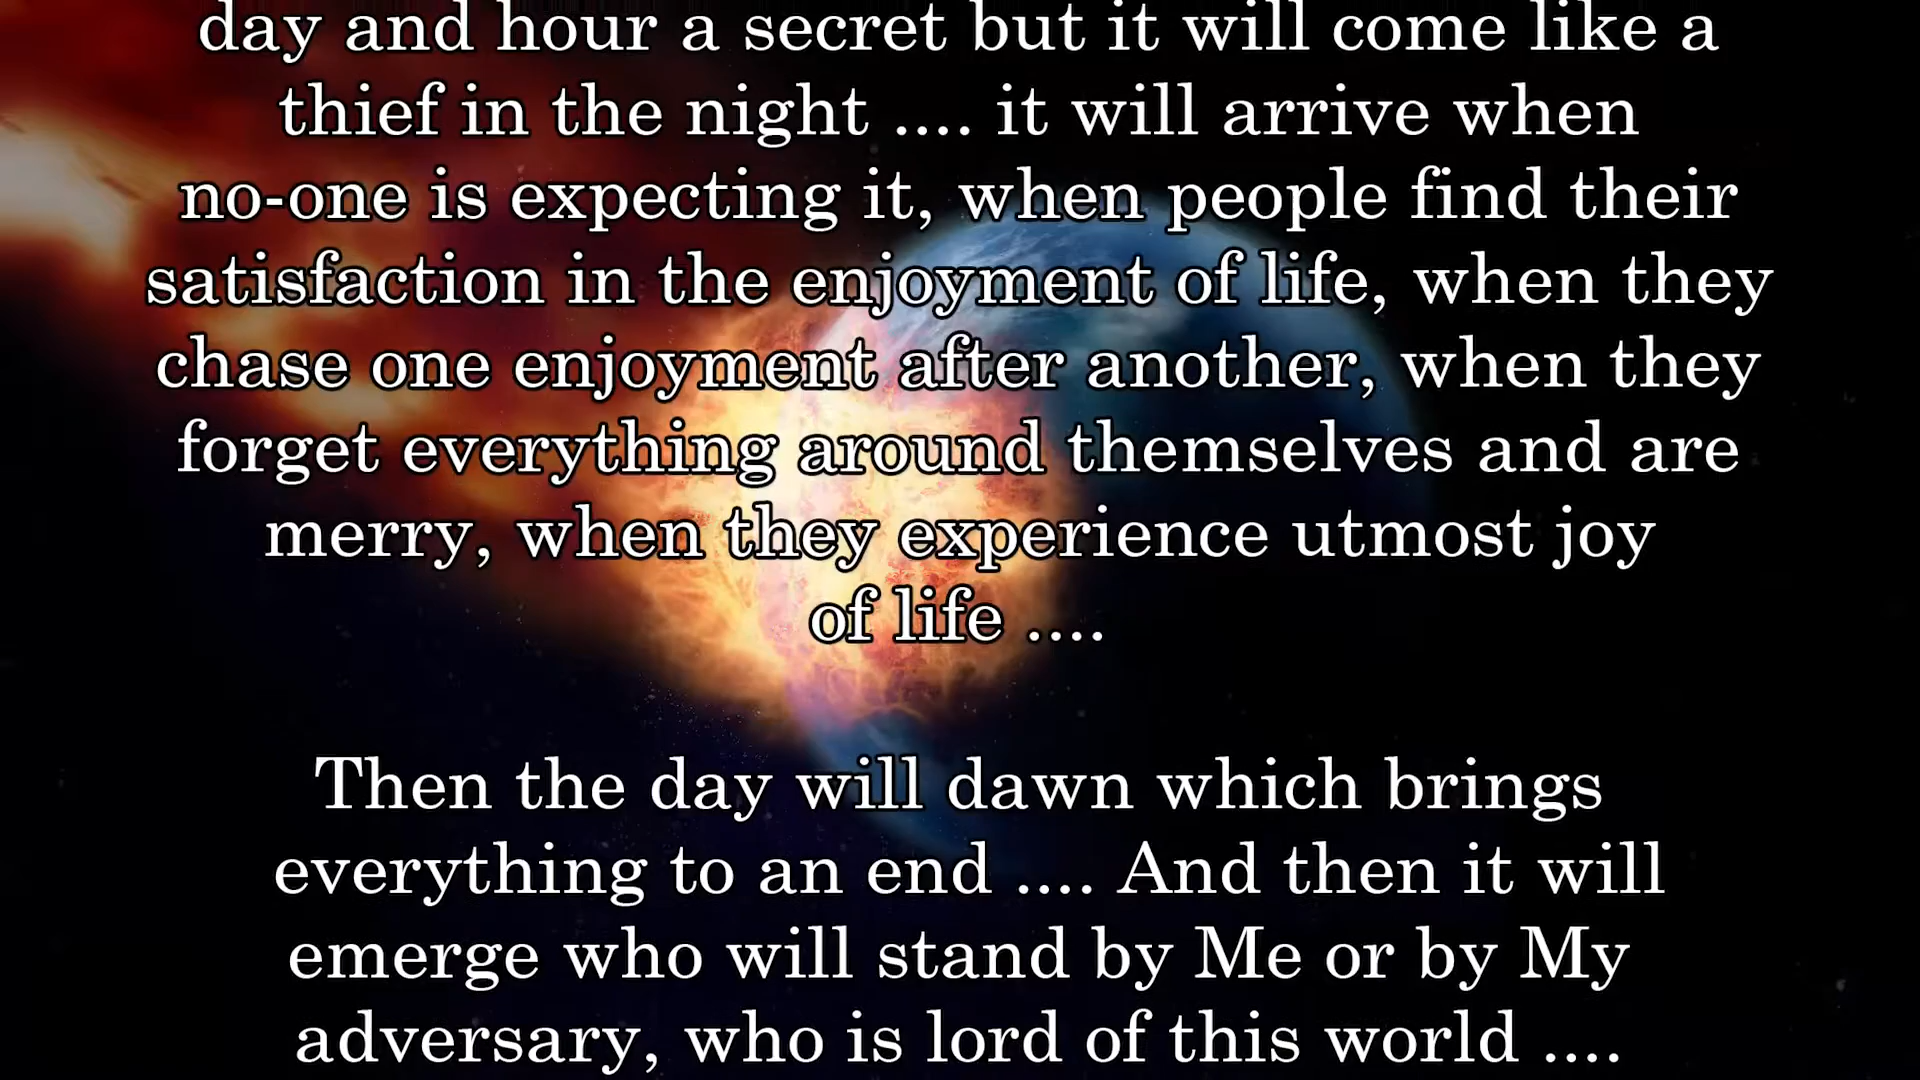 day and hour a secret but it will come like a
thief in the night .... it will arrive when
no-one is expecting it, when people find their
satisfaction in the enjoyment of life, when they
chase one enjoyment after another, when they
forget everything around themselves and are
merry, when they experience utmost joy
of life ....
Then the day will dawn which brings
everything to an end .... And then it will
emerge who will stand by Me or by My
adversary, who is lord of this world ....